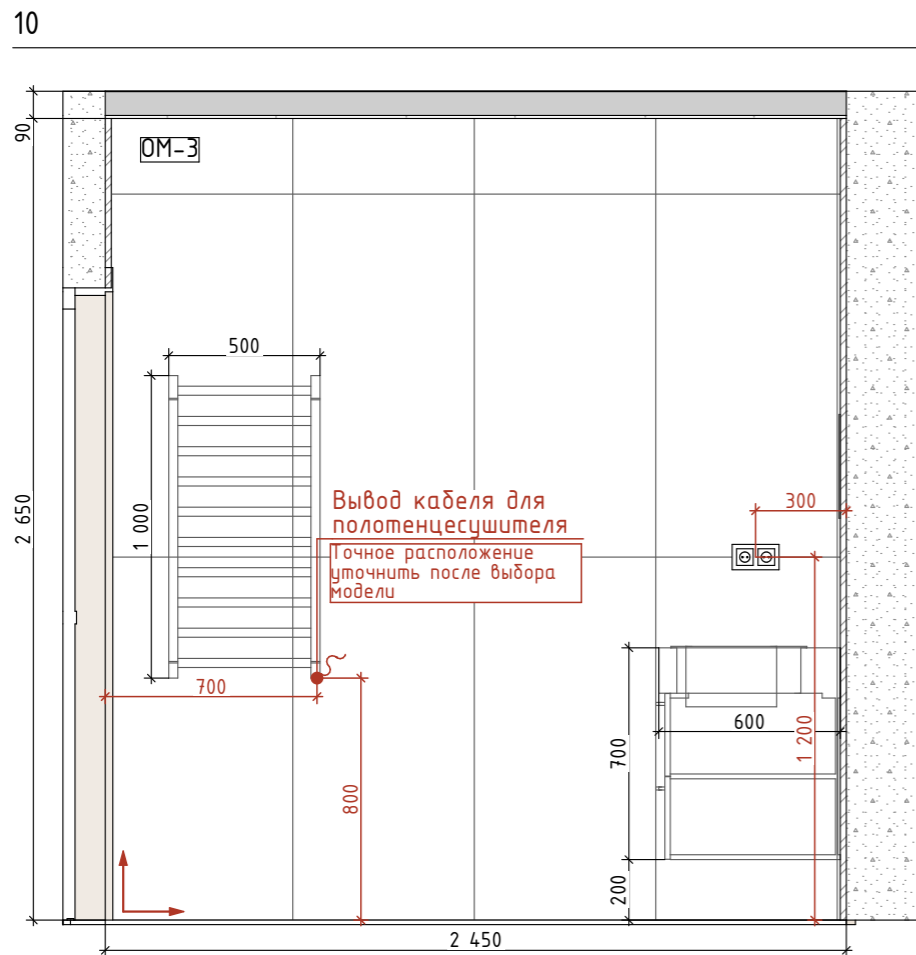 10
90
ОМ-3
500
2 650
1 000
Вывод кабеля для
полотенцесушителя
Точное расположение
уточнить после выбора
модели
300
700
600
700
1 200
800
200
2 450